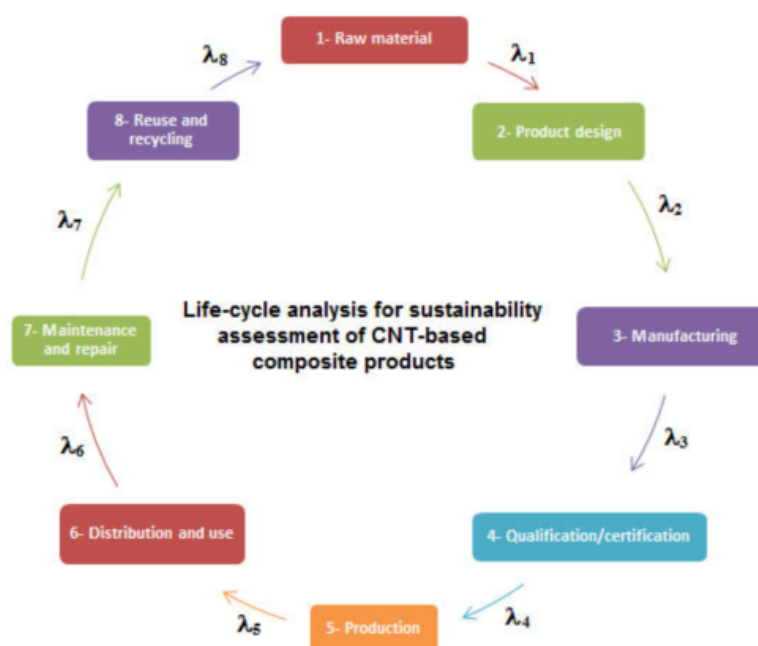 1- Raw material
λ1
2- Product design
λ2
3- Manufacturing
λ3
4- Qualification/certification
λ4
5- Production
λ5
6- Distribution and use
λ6
7- Maintenance
and repair
λ7
8- Reuse and
recycling
λ8
Life-cycle analysis for sustainability
assessment of CNT-based
composite products